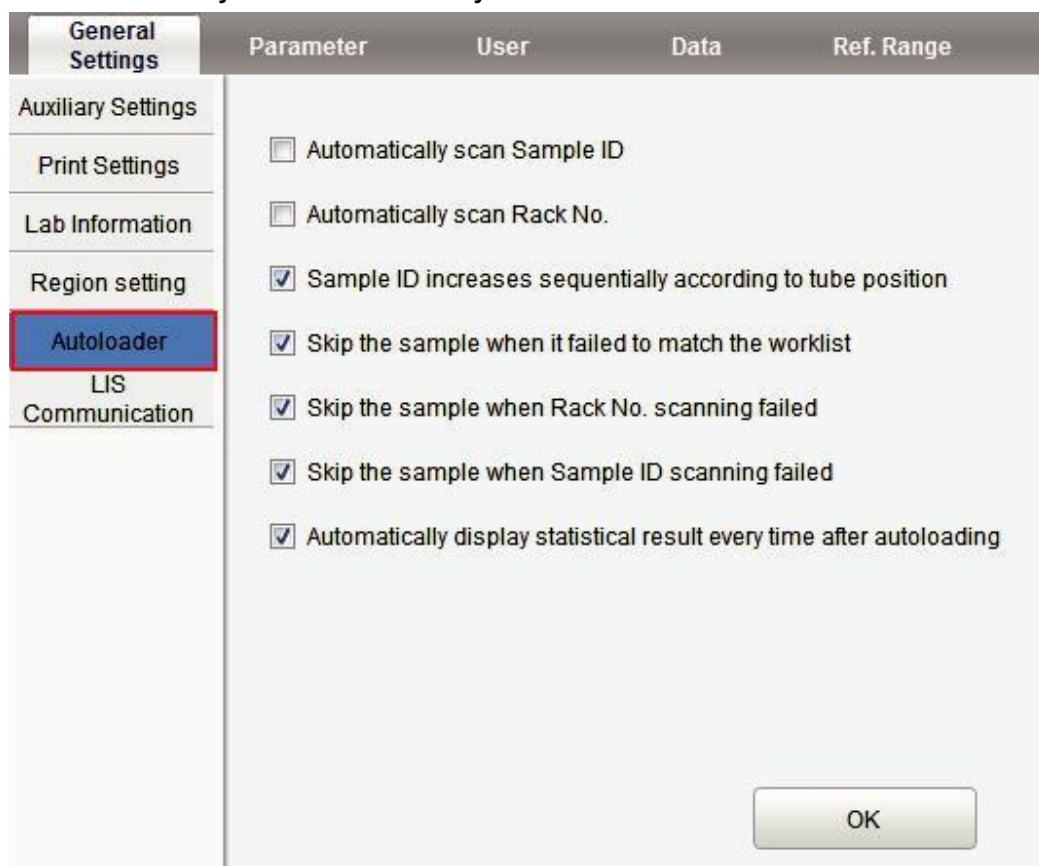 General
Settings
Parameter
User
Data
Ref. Range
Auxiliary Settings
Print Settings
Lab Information
Region setting
Autoloader
LIS
Communication
Automatically scan Sample ID
Automatically scan Rack No.
Sample ID increases sequentially according to tube position
Skip the sample when it failed to match the worklist
Skip the sample when Rack No. scanning failed
Skip the sample when Sample ID scanning failed
Automatically display statistical result every time after autoloading
OK